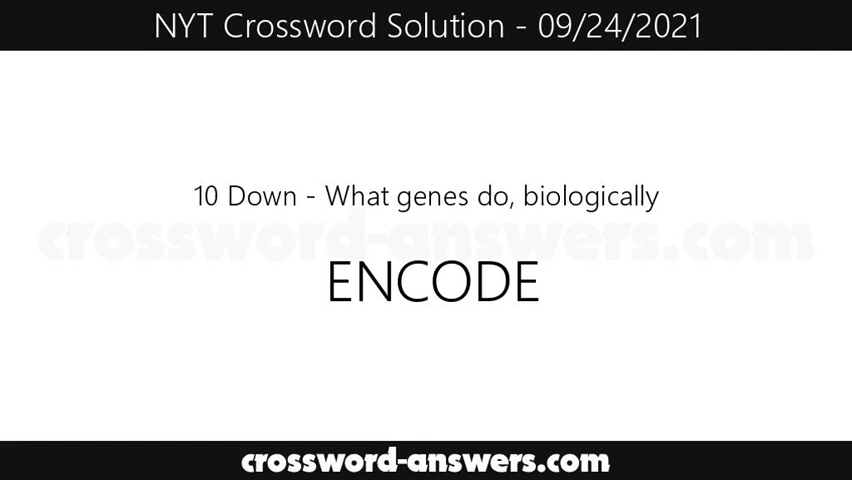 NYT Crossword Solution - 09/24/2021
10 Down - What genes do, biologically
crossword-answers.com
ENCODE
crossword-answers.com